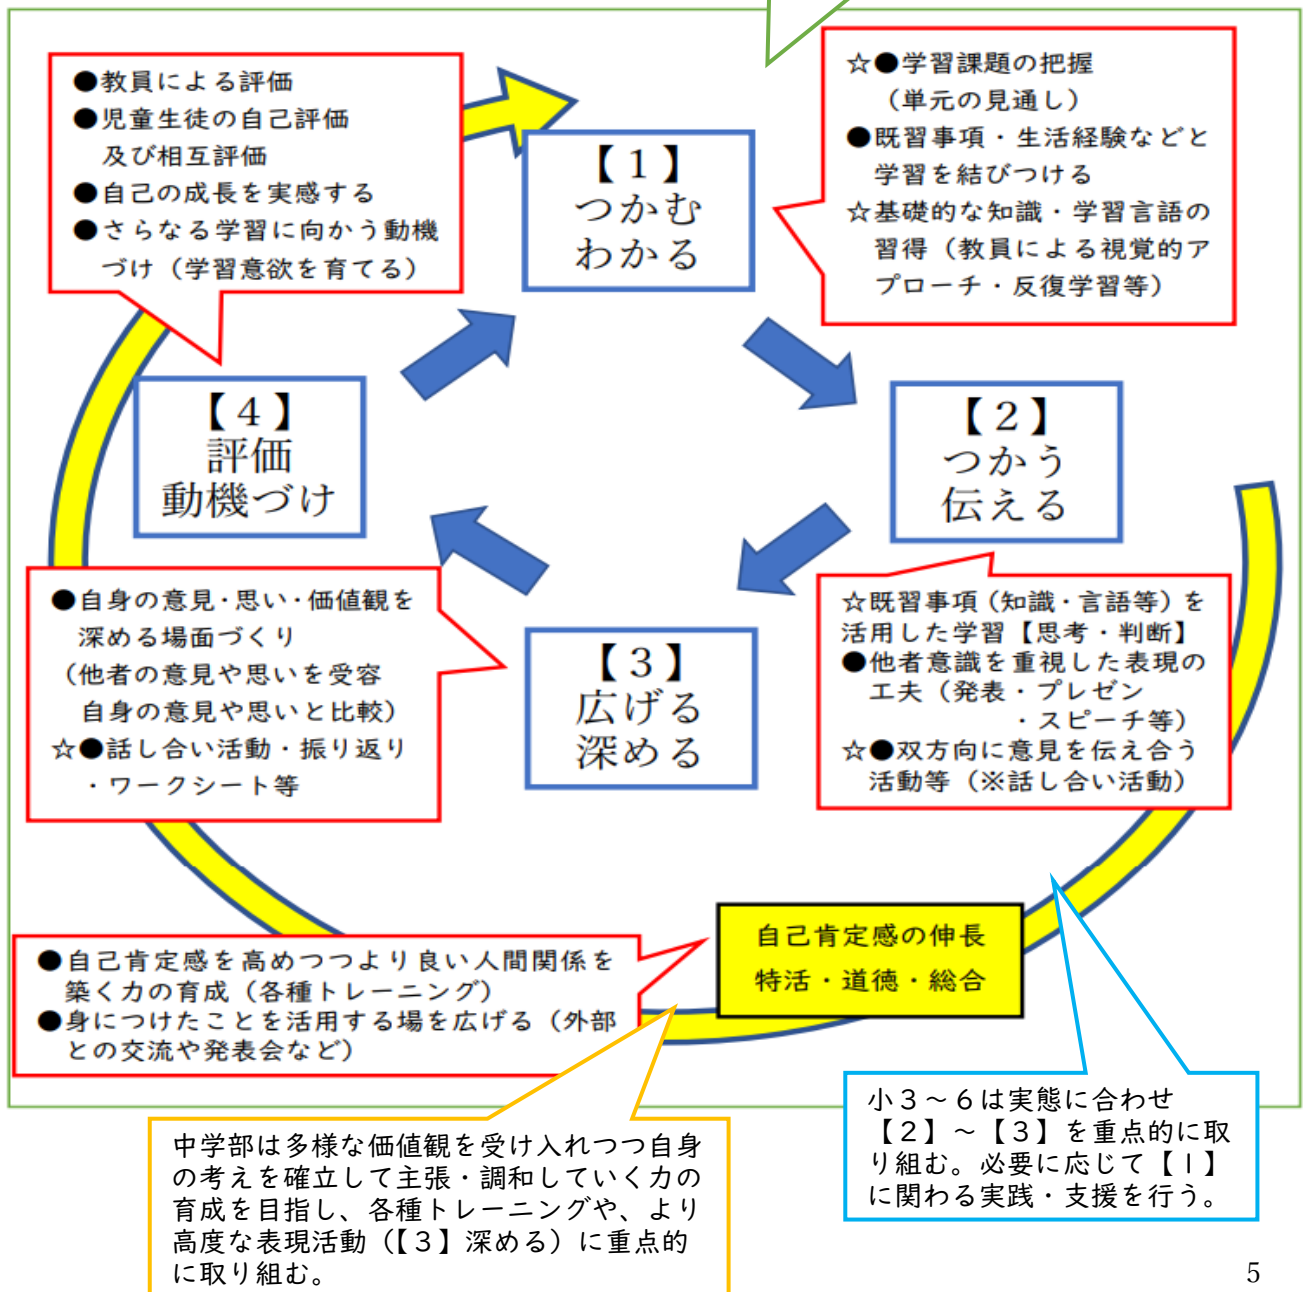 ●教員による評価
●児童生徒の自己評価
及び相互評価
●自己の成長を実感する
●さらなる学習に向かう動機
づけ（学習意欲を育てる）
【１】
つかむ
わかる
☆●学習課題の把握
（単元の見通し）
●既習事項・生活経験などと
学習を結びつける
☆基礎的な知識・学習言語の
習得（教員による視覚的ア
プローチ・反復学習等）
【４】
評価
動機づけ
【２】
つかう
伝える
●自身の意見・思い・価値観を
深める場面づくり
（他者の意見や思いを受容
自身の意見や思いと比較）
☆●話し合い活動・振り返り
・ワークシート等
【３】
広げる
深める
☆既習事項（知識・言語等）を
活用した学習【思考・判断】
●他者意識を重視した表現の
工夫（発表・プレゼン
・スピーチ等）
☆●双方向に意見を伝え合う
活動等（※話し合い活動）
自己肯定感の伸長
特活・道徳・総合
●自己肯定感を高めつつより良い人間関係を
築く力の育成（各種トレーニング）
●身につけたことを活用する場を広げる（外部
との交流や発表会など）
小３～６は実態に合わせ
【２】～【３】を重点的に取
り組む。必要に応じて【１】
に関わる実践・支援を行う。
中学部は多様な価値観を受け入れつつ自身
の考えを確立して主張・調和していく力の
育成を目指し、各種トレーニングや、より
高度な表現活動（【３】深める）に重点的
に取り組む。
5